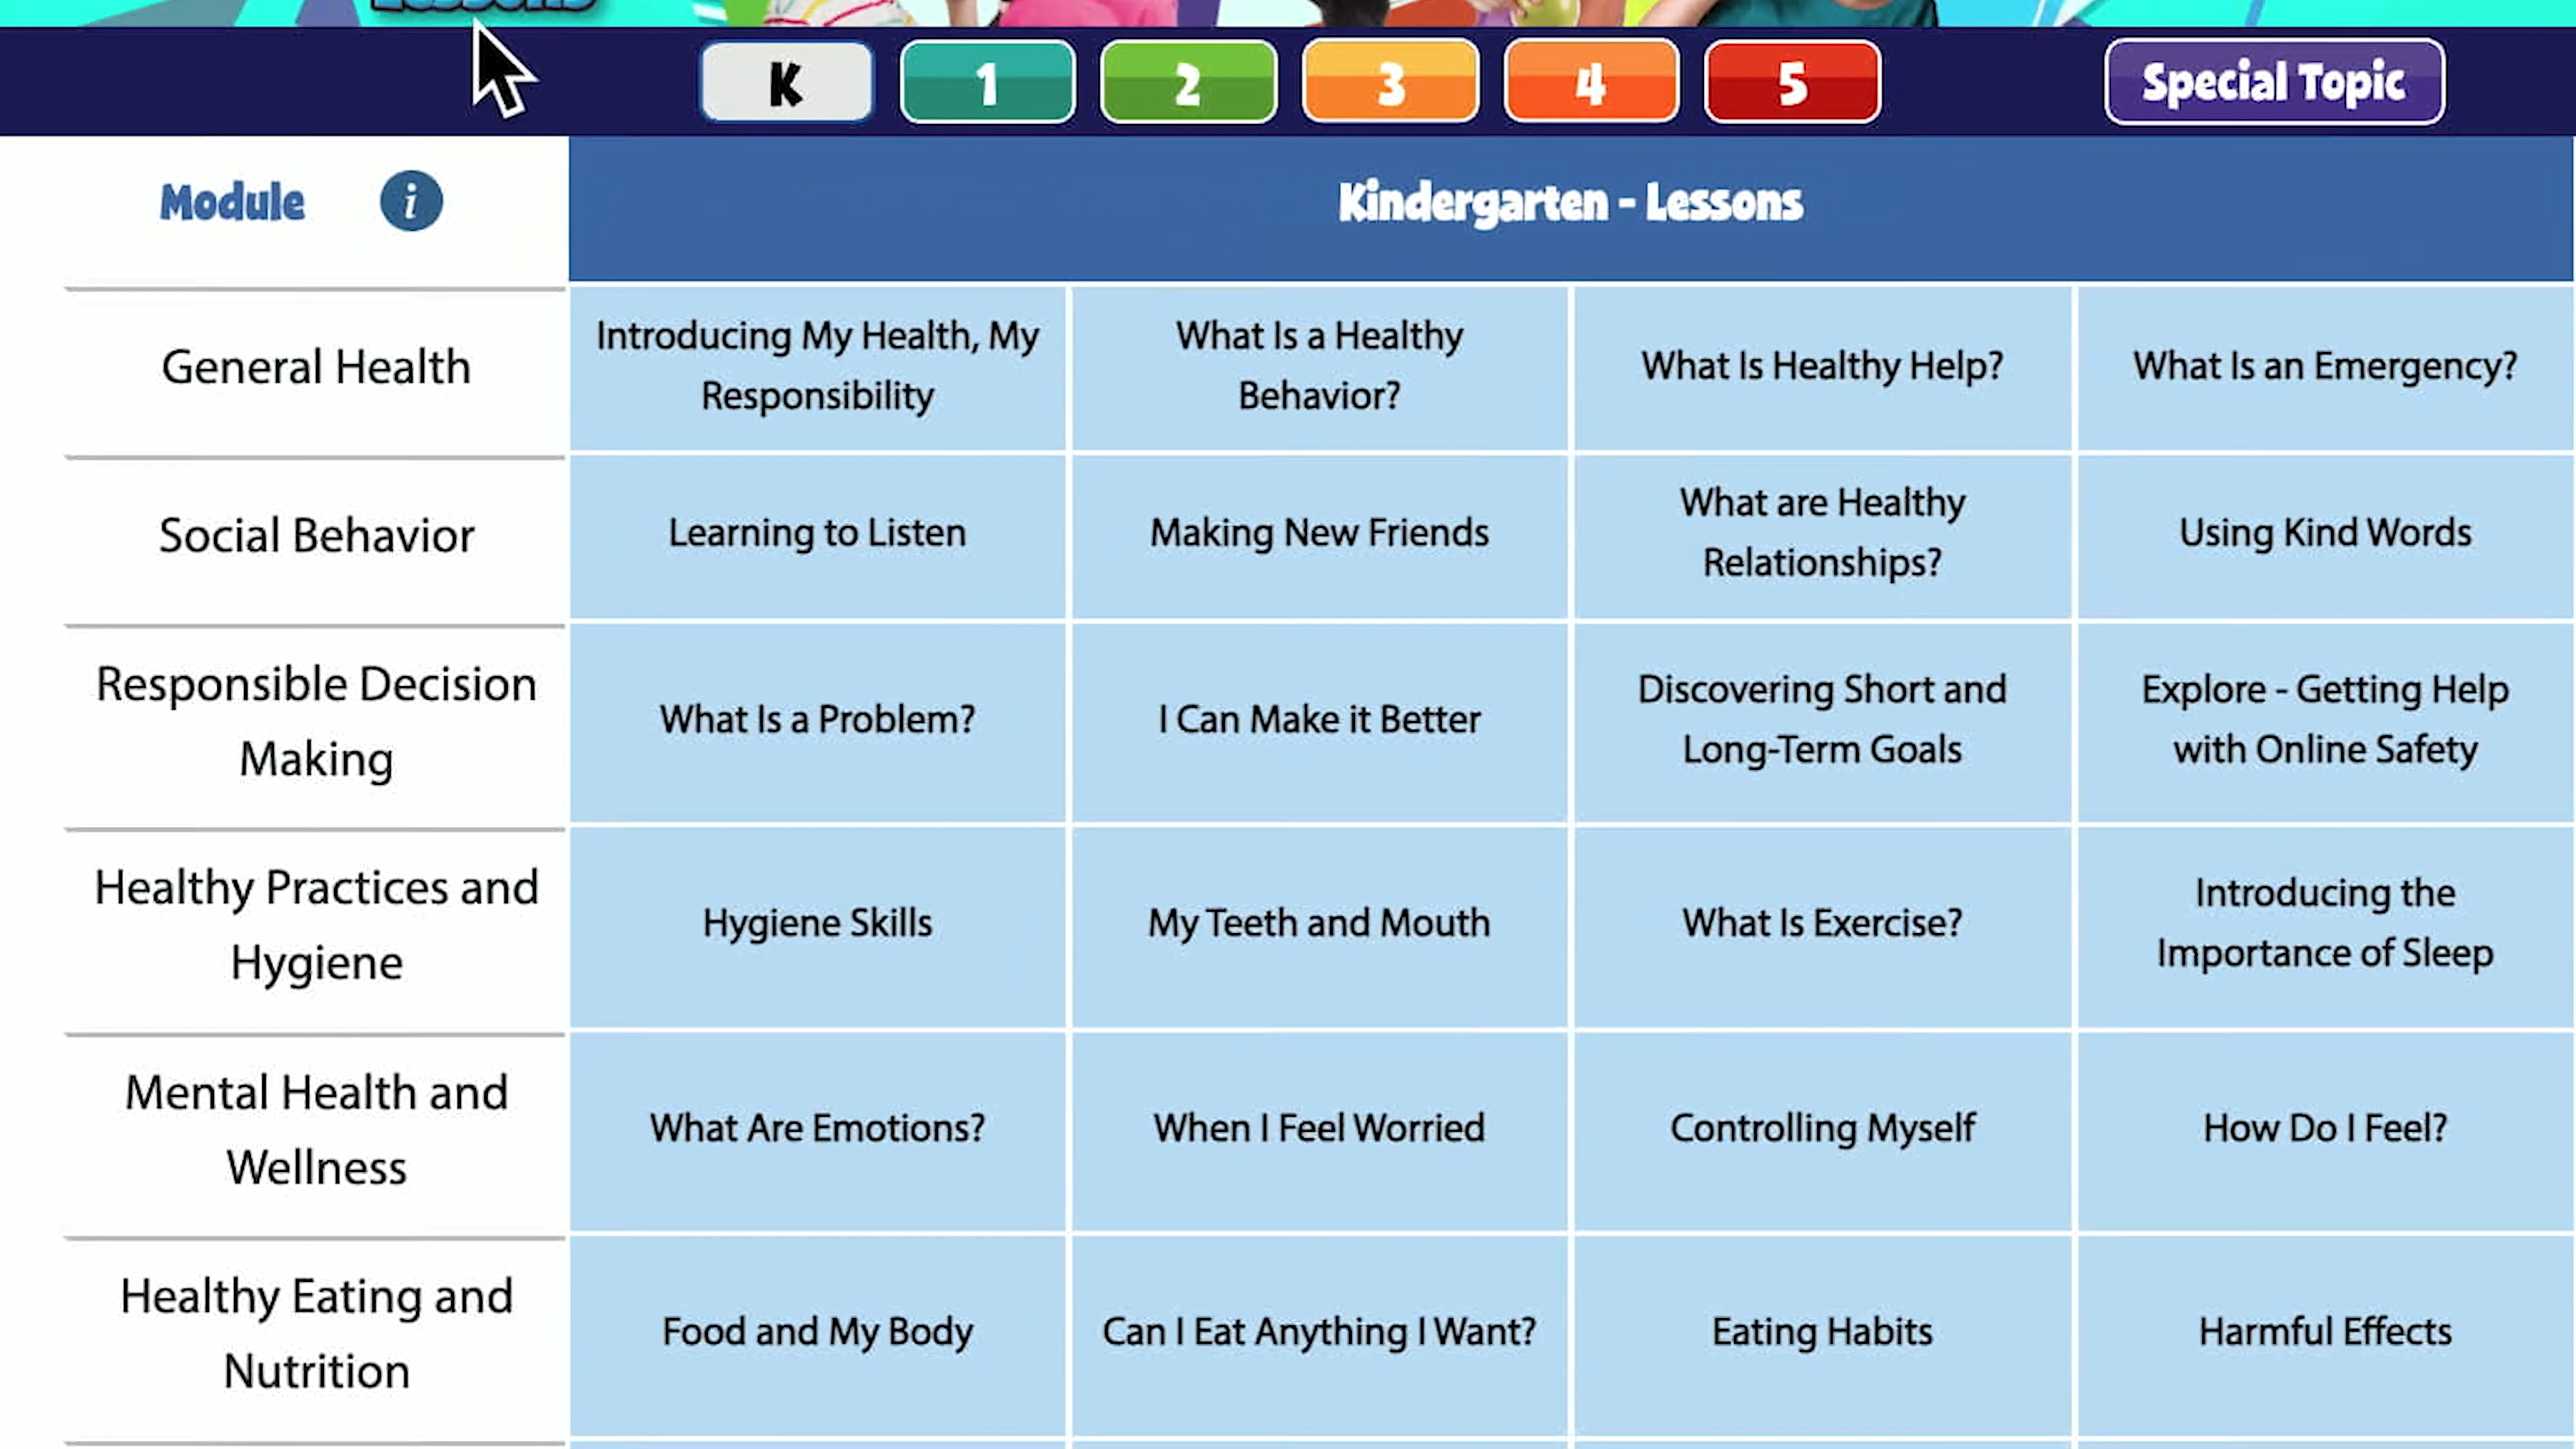 Lessons
K
1
2
3
4
5
Special Topic
Module i
Kindergarten - Lessons
General Health
Introducing My Health, My
Responsibility
What Is a Healthy
Behavior?
What Is Healthy Help?
What Is an Emergency?
Social Behavior
Learning to Listen
Making New Friends
What are Healthy
Relationships?
Using Kind Words
Responsible Decision
Making
What Is a Problem?
I Can Make it Better
Discovering Short and
Long-Term Goals
Explore - Getting Help
with Online Safety
Healthy Practices and
Hygiene
Hygiene Skills
My Teeth and Mouth
What Is Exercise?
Introducing the
Importance of Sleep
Mental Health and
Wellness
What Are Emotions?
When I Feel Worried
Controlling Myself
How Do I Feel?
Healthy Eating and
Nutrition
Food and My Body
Can I Eat Anything I Want?
Eating Habits
Harmful Effects